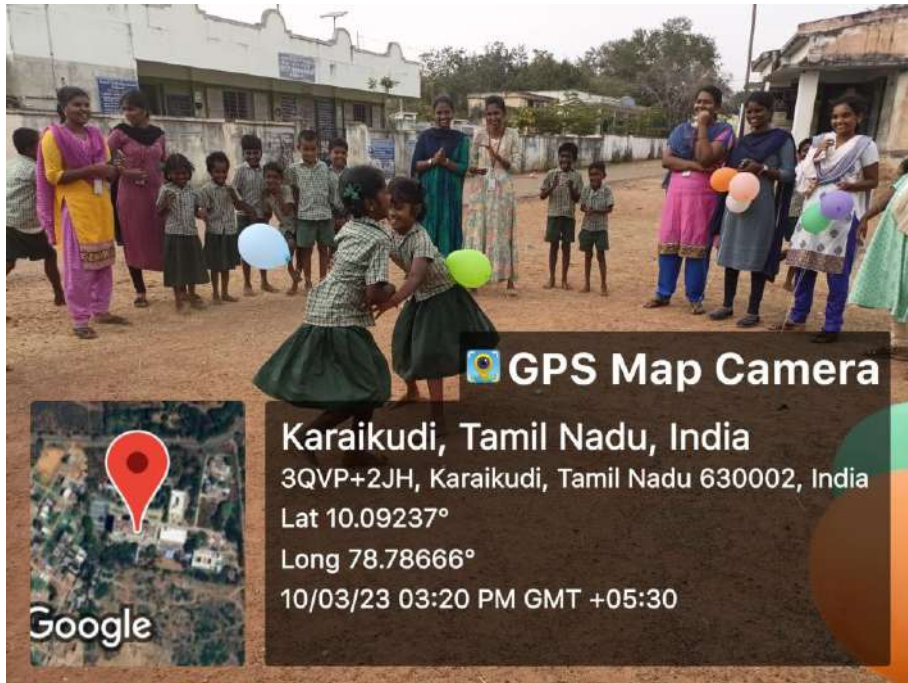 GPS Map Camera
Karaikudi, Tamil Nadu, India
3QVP+2JH, Karaikudi, Tamil Nadu 630002, India
Lat 10.09237°
Long 78.78666°
10/03/23 03:20 PM GMT +05:30
Google